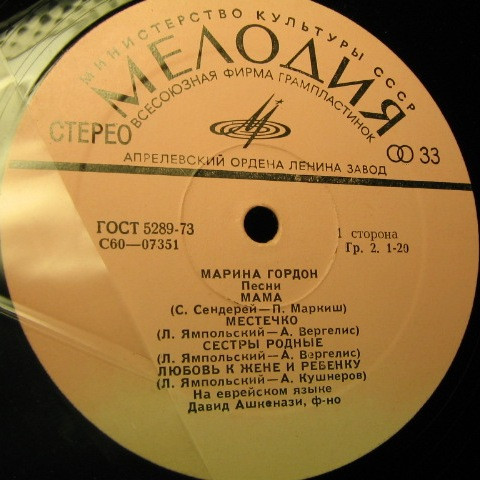 МИНИСТЕРСТВО КУЛЬТУРЫ СССР
МЕЛОДИЯ
ВСЕСОЮЗНАЯ ФИРМА ГРАМПЛАСТИНОК
СТЕРЕО
33
АПРЕЛЕВСКИЙ ОРДЕНА ЛЕНИНА ЗАВОД
ГОСТ 5289-73
С60—07351
1 сторона
Гр. 2. 1-20
МАРИНА ГОРДОН
Песни
МАМА
(С. Сендерей—П. Маркиш)
МЕСТЕЧКО
(Л. Ямпольский—А. Вергелис)
СЕСТРЫ РОДНЫЕ
(Л. Ямпольский—А. Вергелис)
ЛЮБОВЬ К ЖЕНЕ И РЕБЕНКУ
(Л. Ямпольский—А. Кушнеров)
На еврейском языке
Давид Ашкенази, ф-но